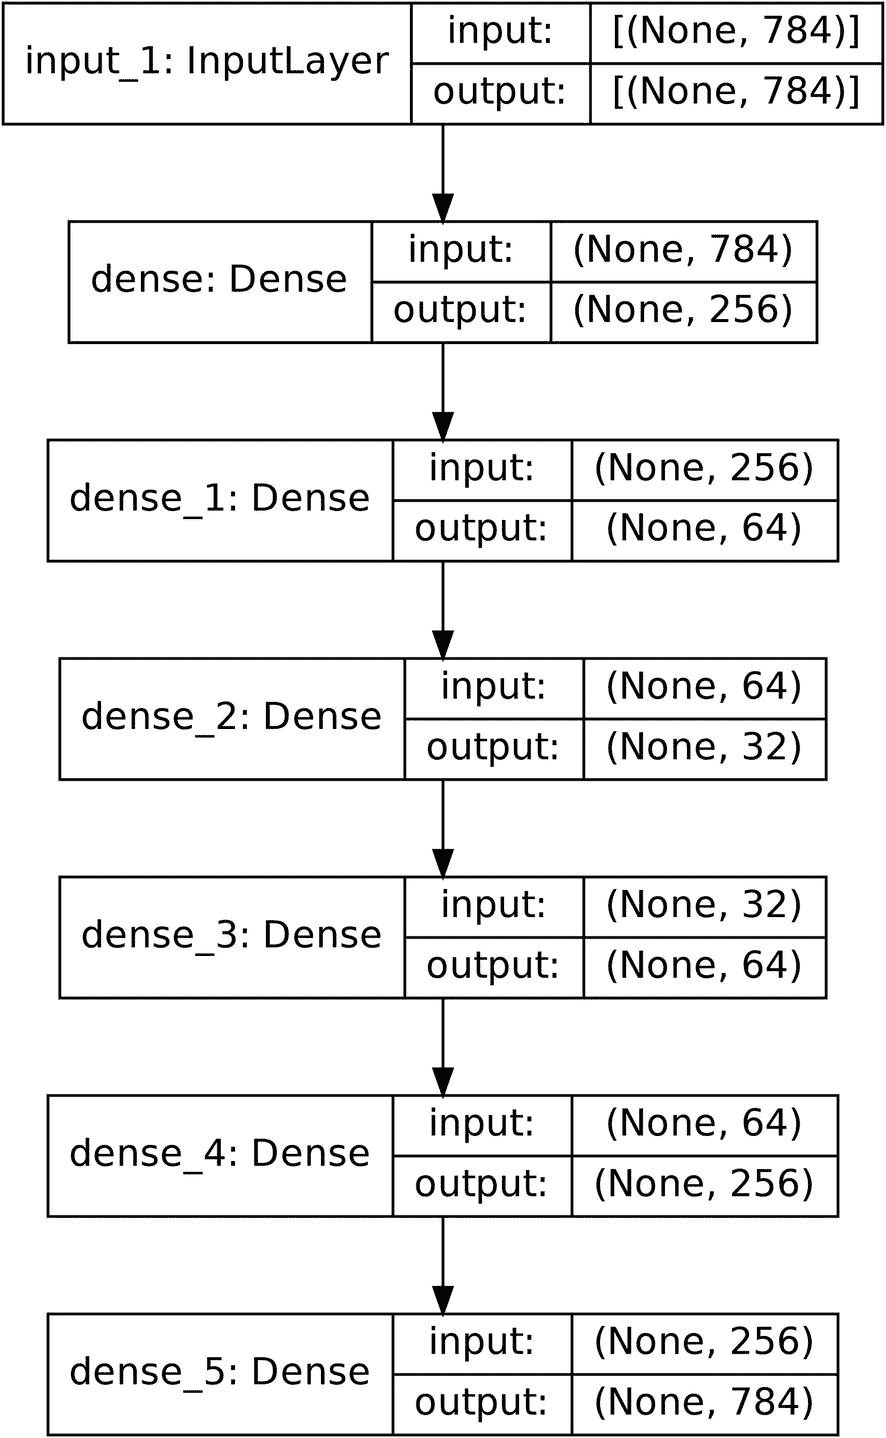 input_1: InputLayer
input: [(None, 784)]
output: [(None, 784)]
dense: Dense
input: (None, 784)
output: (None, 256)
dense_1: Dense
input: (None, 256)
output: (None, 64)
dense_2: Dense
input: (None, 64)
output: (None, 32)
dense_3: Dense
input: (None, 32)
output: (None, 64)
dense_4: Dense
input: (None, 64)
output: (None, 256)
dense_5: Dense
input: (None, 256)
output: (None, 784)